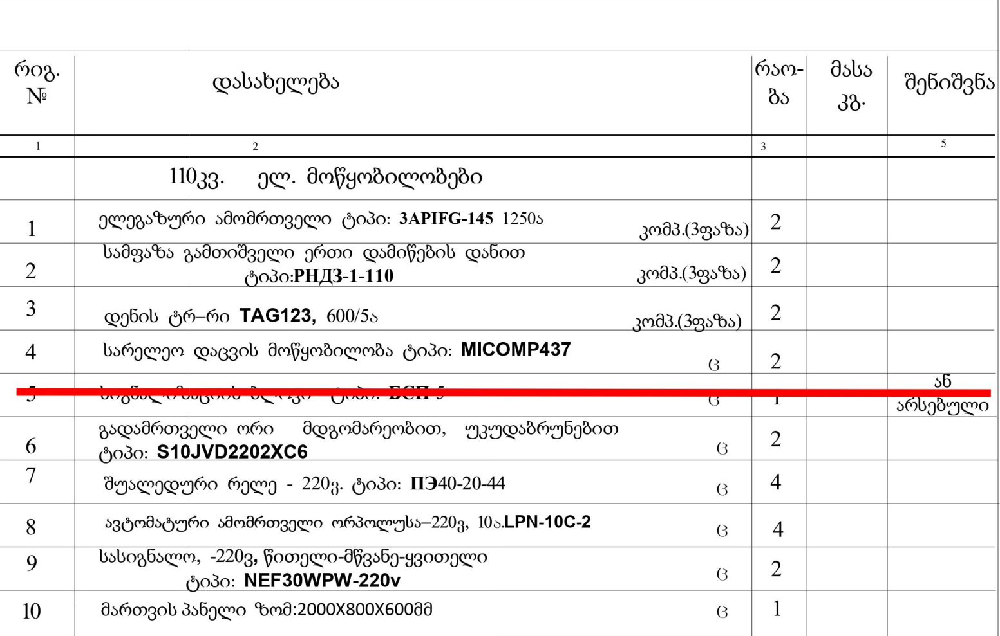 რიგ. № დასახელება რაო-ბა მასა კგ. შენიშვნა
1 2 3 5
110კვ. ელ. მოწყობილობები
1 ელეგაზური ამომრთველი ტიპი: 3APIFG-145 1250ა კომპ.(3ფაზა) 2
2 სამფაზა გამთიშველი ერთი დამიწების დანით
ტიპი:РНДЗ-1-110 კომპ.(3ფაზა) 2
3 დენის ტრ–რი TAG123, 600/5ა კომპ.(3ფაზა) 2
4 სარელეო დაცვის მოწყობილობა ტიპი: MICOMP437 ც 2
5 სიგნალიზაციის ბლოკი ტიპი: БСП-5 ც 1 ან
არსებული
6 გადამრთველი ორი მდგომარეობით, უკუდაბრუნებით
ტიპი: S10JVD2202XC6 ც 2
7 შუალედური რელე - 220ვ. ტიპი: ПЭ40-20-44 ც 4
8 ავტომატური ამომრთველი ორპოლუსა–220ვ, 10ა.LPN-10C-2 ც 4
9 სასიგნალო, -220ვ, წითელი-მწვანე-ყვითელი
ტიპი: NEF30WPW-220v ც 2
10 მართვის პანელი ზომ:2000X800X600მმ ც 1